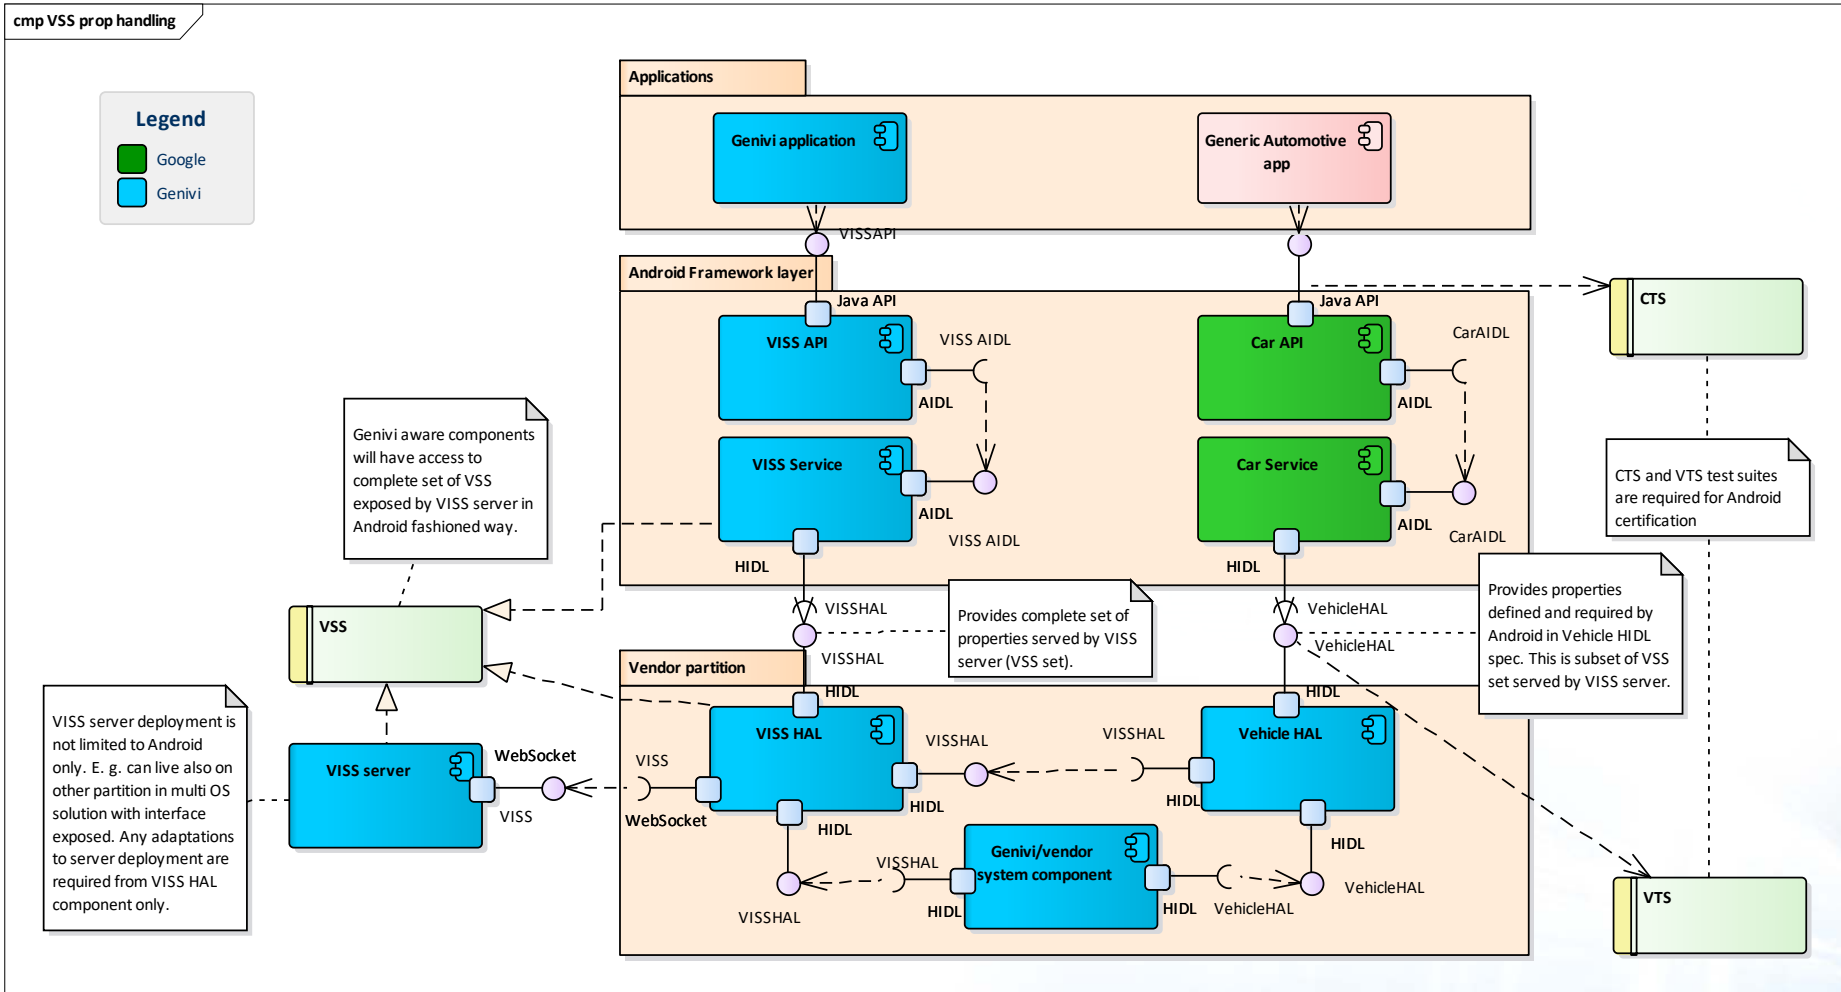 cmp VSS prop handling
Legend
Google
Genivi
Applications
Genivi application
Generic Automotive
app
VISSAPI
Android Framework layer
Java API
Java API
VISS API
VISS AIDL
AIDL
Car API
CarAIDL
AIDL
CTS
VISS Service
AIDL
VISS AIDL
HIDL
Car Service
AIDL
CarAIDL
HIDL
Genivi aware components
will have access to
complete set of VSS
exposed by VISS server in
Android fashioned way.
CTS and VTS test suites
are required for Android
certification
VISSHAL
VISSHAL
Provides complete set of
properties served by VISS
server (VSS set).
VehicleHAL
VehicleHAL
Provides properties
defined and required by
Android in Vehicle HIDL
spec. This is subset of VSS
set served by VISS server.
VSS
Vendor partition
HIDL
HIDL
VISS server deployment is
not limited to Android
only. E. g. can live also on
other partition in multi OS
solution with interface
exposed. Any adaptations
to server deployment are
required from VISS HAL
component only.
VISS server
WebSocket
VISS
VISS
WebSocket
VISS HAL
VISSHAL
HIDL
VISSHAL
HIDL
Vehicle HAL
HIDL
HIDL
VISSHAL
VISSHAL
HIDL
Genivi/vendor
system component
HIDL
VehicleHAL
VehicleHAL
VTS